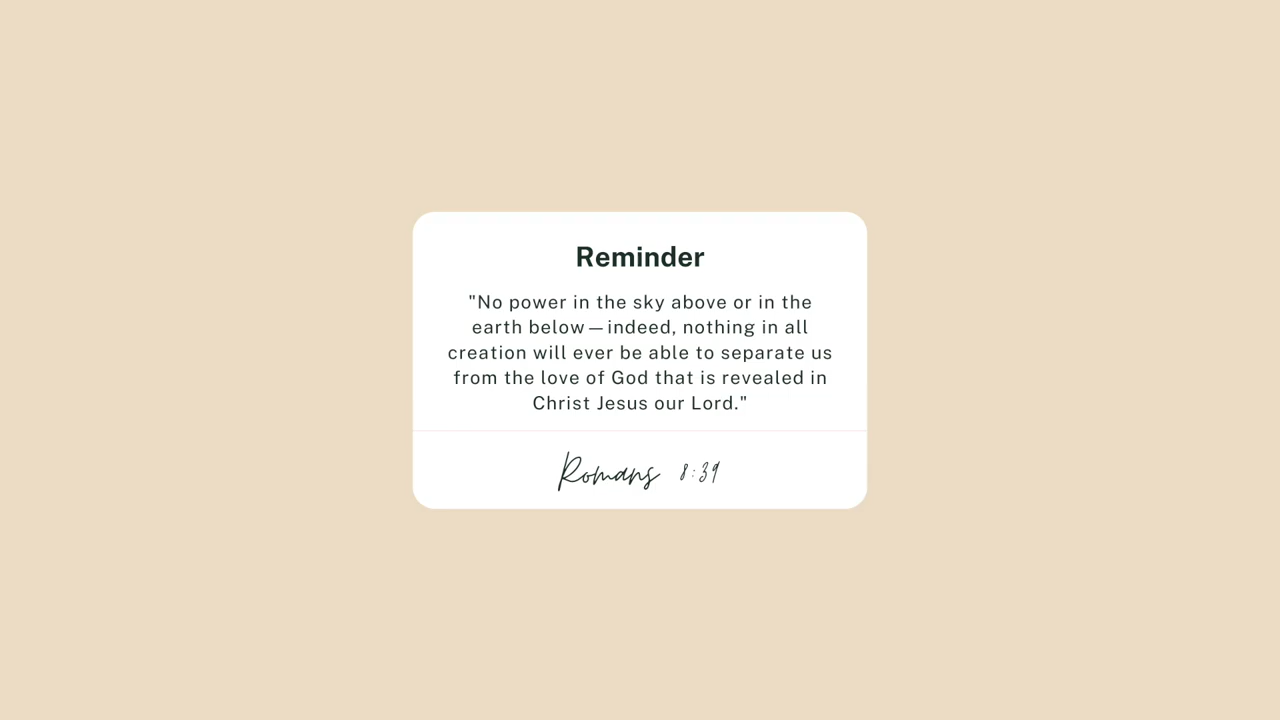 Reminder
"No power in the sky above or in the
earth below — indeed, nothing in all
creation will ever be able to separate us
from the love of God that is revealed in
Christ Jesus our Lord."
Romans 8:39